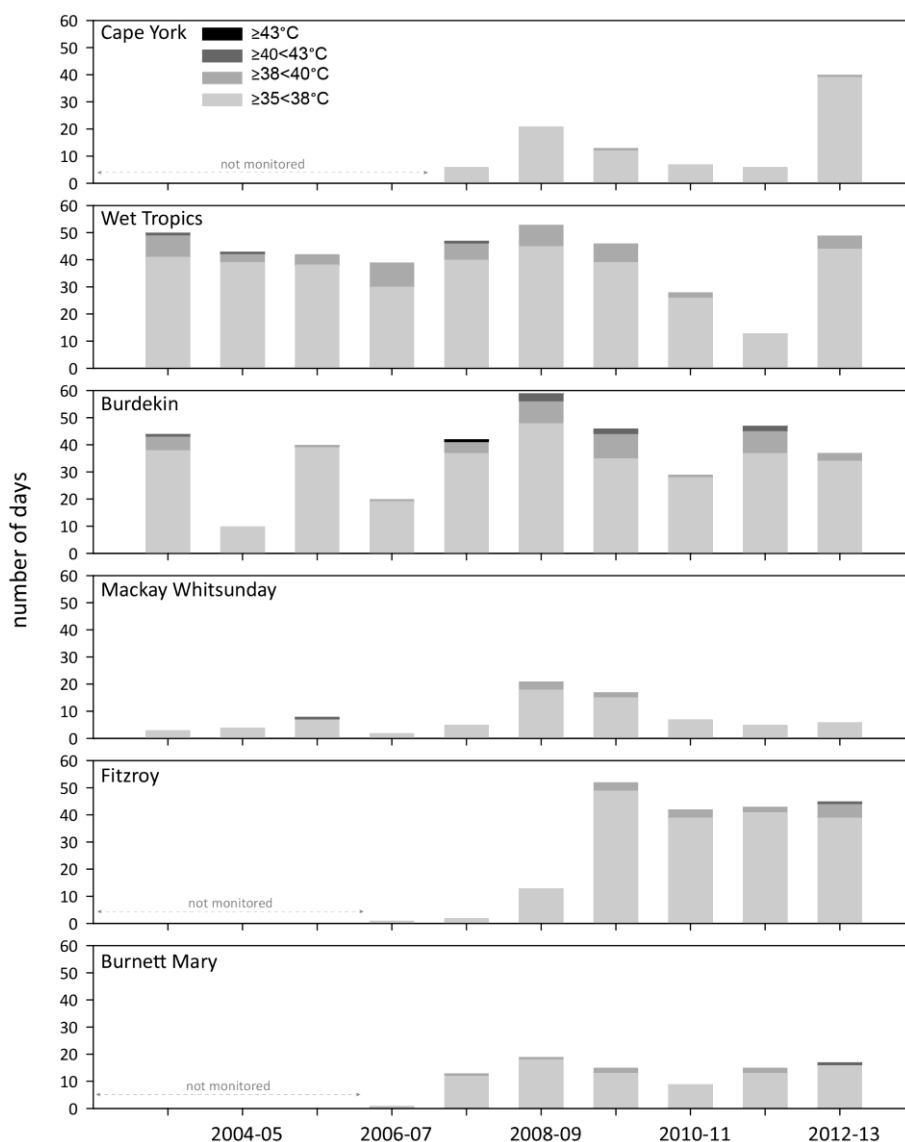 number of days
Cape York
≥43°C
≥40<43°C
≥38<40°C
≥35<38°C
not monitored
60
50
40
30
20
10
0
Wet Tropics
60
50
40
30
20
10
0
Burdekin
60
50
40
30
20
10
0
Mackay Whitsunday
60
50
40
30
20
10
0
Fitzroy
60
50
40
30
20
10
0
not monitored
Burnett Mary
60
50
40
30
20
10
0
not monitored
2004-05 2006-07 2008-09 2010-11 2012-13